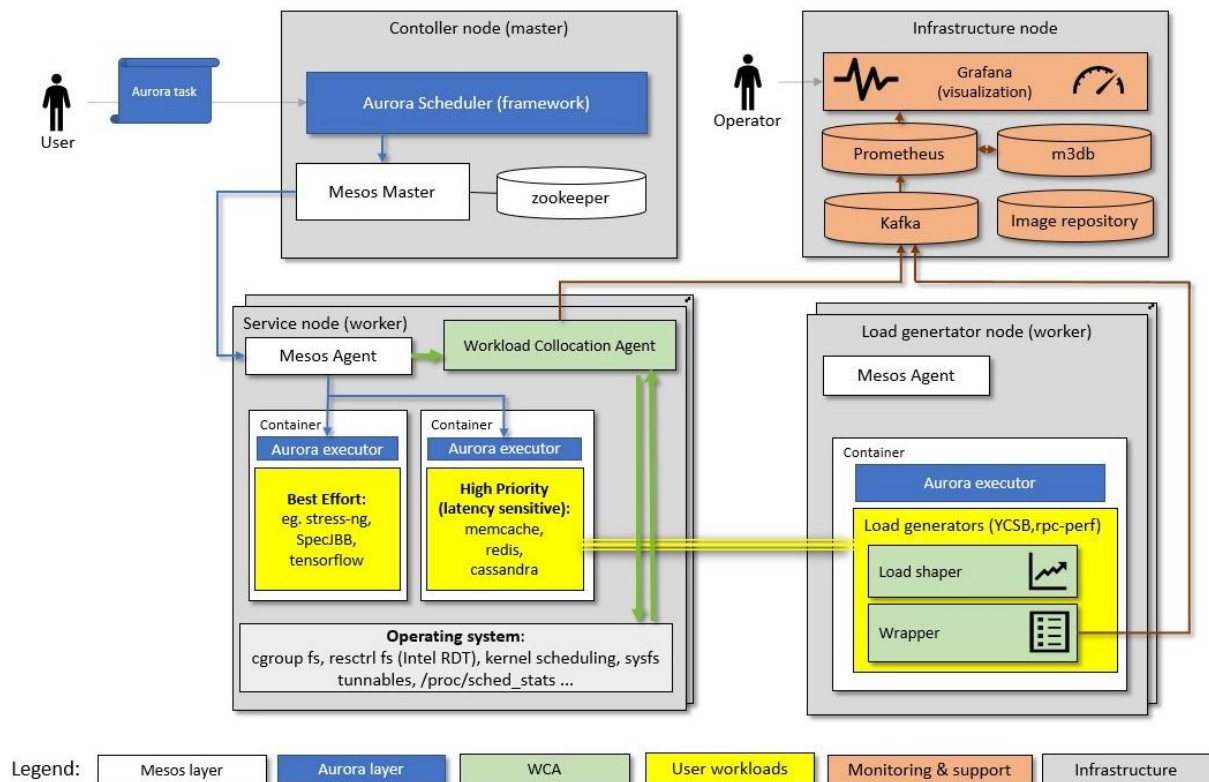 Contoller node (master)
Infrastructure node
Aurora task
User
Aurora Scheduler (framework)
Operator
Grafana
(visualization)
Mesos Master
zookeeper
Prometheus
m3db
Kafka
Image repository
Service node (worker)
Mesos Agent
Workload Collocation Agent
Container
Aurora executor
Best Effort:
eg. stress-ng,
SpecJBB,
tensorflow
Container
Aurora executor
High Priority
(latency sensitive):
memcache,
redis,
cassandra
Operating system:
cgroup fs, resctrl fs (Intel RDT), kernel scheduling, sysfs
tunnables, /proc/sched_stats ...
Load genertator node (worker)
Mesos Agent
Container
Aurora executor
Load generators (YCSB,rpc-perf)
Load shaper
Wrapper
Legend:
Mesos layer
Aurora layer
WCA
User workloads
Monitoring & support
Infrastructure